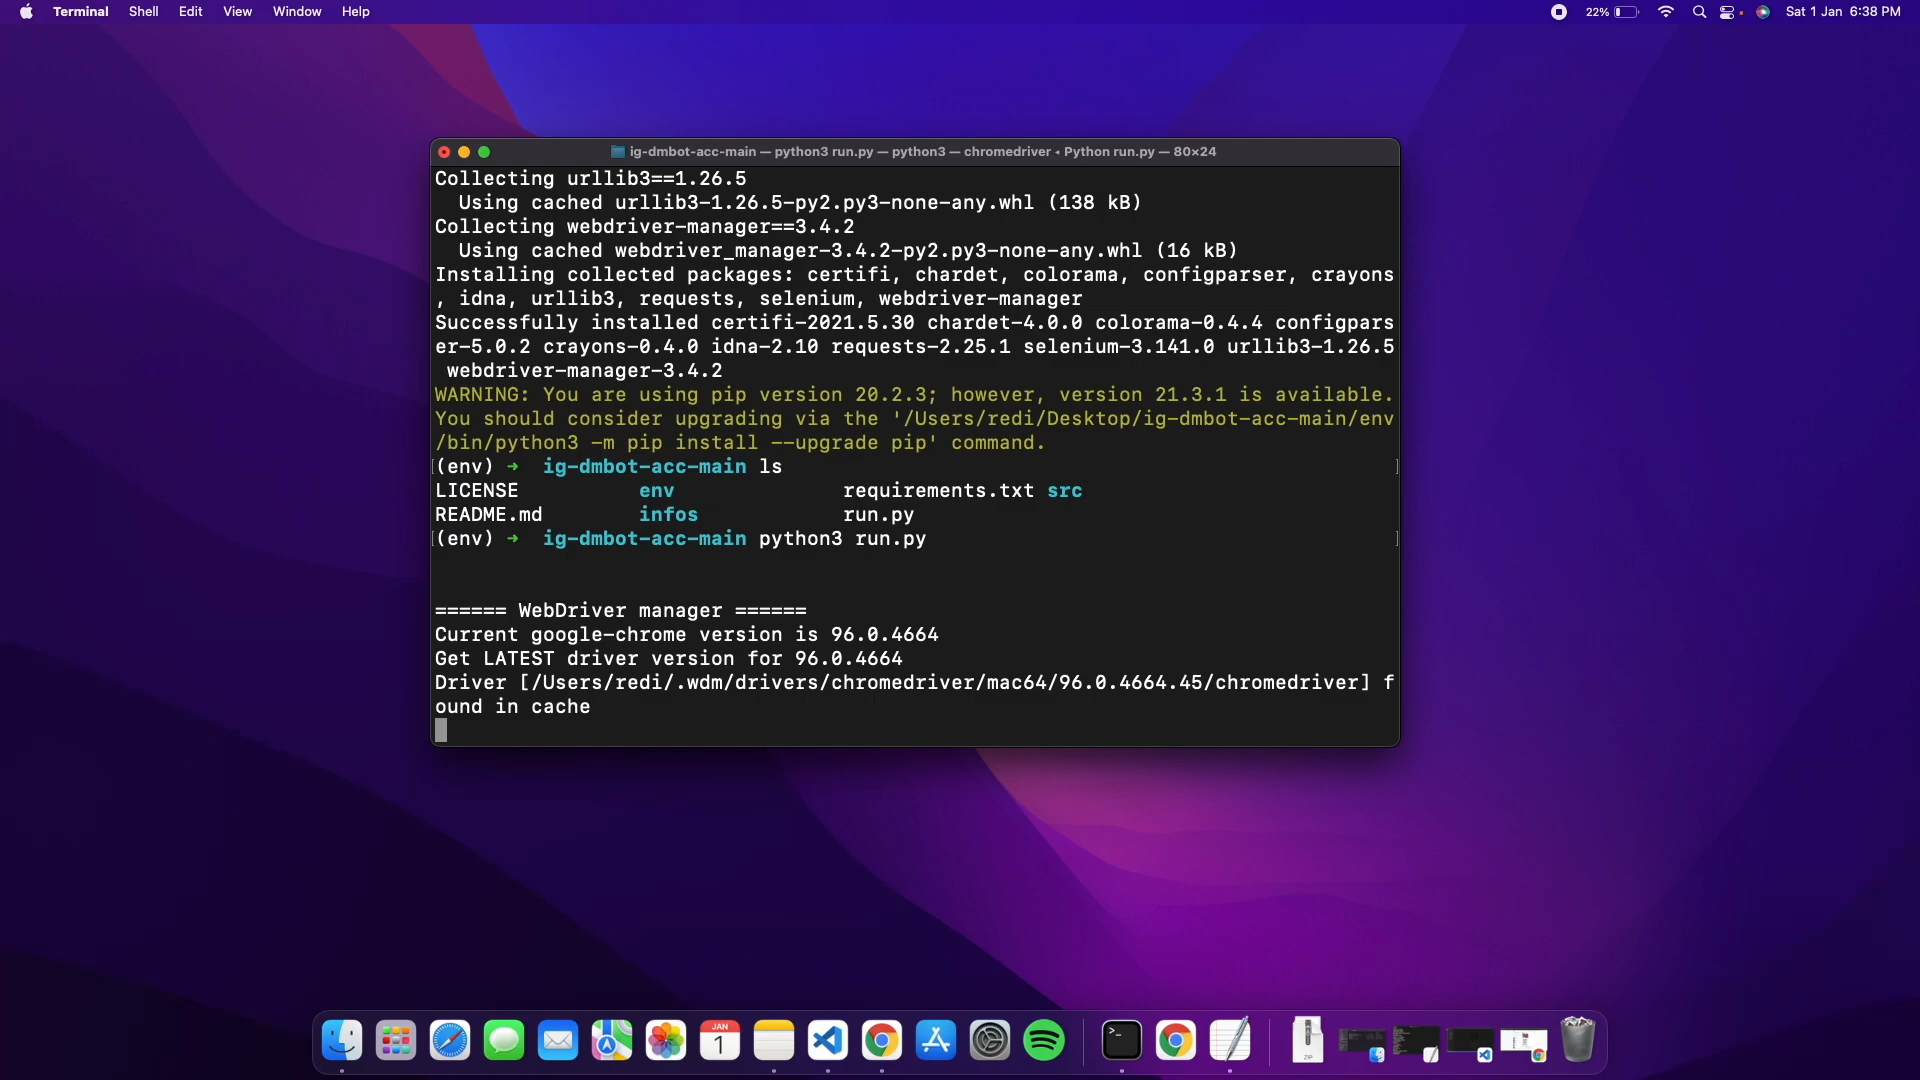 Terminal Shell Edit View Window Help 22% Sat 1 Jan 6:38 PM
ig-dmbot-acc-main — python3 run.py — python3 — chromedriver ◂ Python run.py — 80×24
Collecting urllib3==1.26.5
Using cached urllib3-1.26.5-py2.py3-none-any.whl (138 kB)
Collecting webdriver-manager==3.4.2
Using cached webdriver_manager-3.4.2-py2.py3-none-any.whl (16 kB)
Installing collected packages: certifi, chardet, colorama, configparser, crayons
, idna, urllib3, requests, selenium, webdriver-manager
Successfully installed certifi-2021.5.30 chardet-4.0.0 colorama-0.4.4 configpars
er-5.0.2 crayons-0.4.0 idna-2.10 requests-2.25.1 selenium-3.141.0 urllib3-1.26.5
webdriver-manager-3.4.2
WARNING: You are using pip version 20.2.3; however, version 21.3.1 is available.
You should consider upgrading via the '/Users/redi/Desktop/ig-dmbot-acc-main/env
/bin/python3 -m pip install --upgrade pip' command.
[(env) ➜ ig-dmbot-acc-main ls ]
LICENSE env requirements.txt src
README.md infos run.py
[(env) ➜ ig-dmbot-acc-main python3 run.py ]
====== WebDriver manager ======
Current google-chrome version is 96.0.4664
Get LATEST driver version for 96.0.4664
Driver [/Users/redi/.wdm/drivers/chromedriver/mac64/96.0.4664.45/chromedriver] f
ound in cache
JAN
1
>_
ZIP